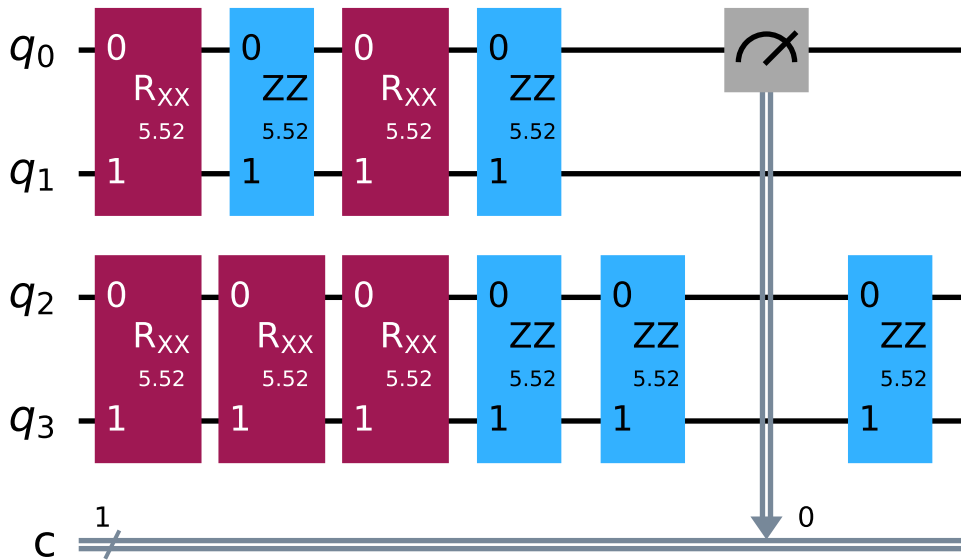 q0 0 0 0 0
RXX ZZ RXX ZZ
5.52 5.52 5.52 5.52
q1 1 1 1 1
q2 0 0 0 0 0 0
RXX RXX RXX ZZ ZZ ZZ
5.52 5.52 5.52 5.52 5.52 5.52
q3 1 1 1 1 1 1
1 0
c